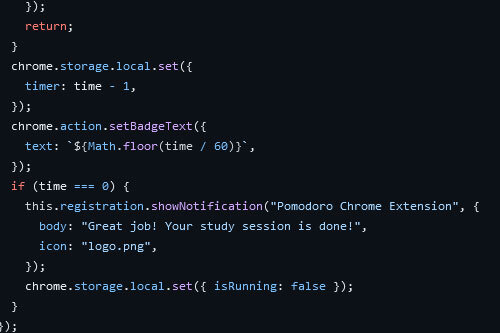 });
return;
}
chrome.storage.local.set({
timer: time - 1,
});
chrome.action.setBadgeText({
text: `${Math.floor(time / 60)}`,
});
if (time === 0) {
this.registration.showNotification("Pomodoro Chrome Extension", {
body: "Great job! Your study session is done!",
icon: "logo.png",
});
chrome.storage.local.set({ isRunning: false });
}
});